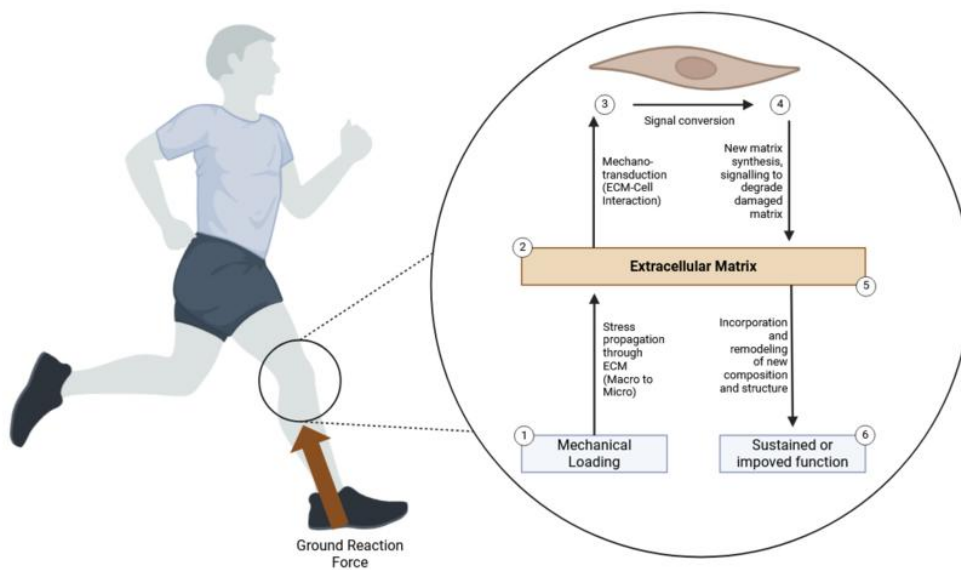 3
4
Signal conversion
Mechano-
transduction
(ECM-Cell
Interaction)
New matrix
synthesis,
signalling to
degrade
damaged
matrix
2
Extracellular Matrix
5
Stress
propagation
through
ECM
(Macro to
Micro)
Incorporation
and
remodeling
of new
composition
and structure
1
Mechanical
Loading
6
Sustained or
impoved function
Ground Reaction
Force